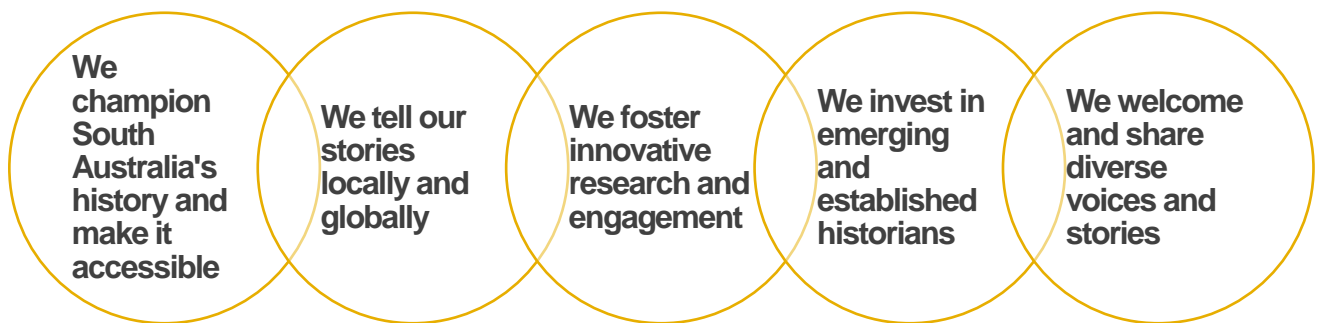 We
champion
South
Australia's
history and
make it
accessible
We tell our
stories
locally and
globally
We foster
innovative
research and
engagement
We invest in
emerging
and
established
historians
We welcome
and share
diverse
voices and
stories